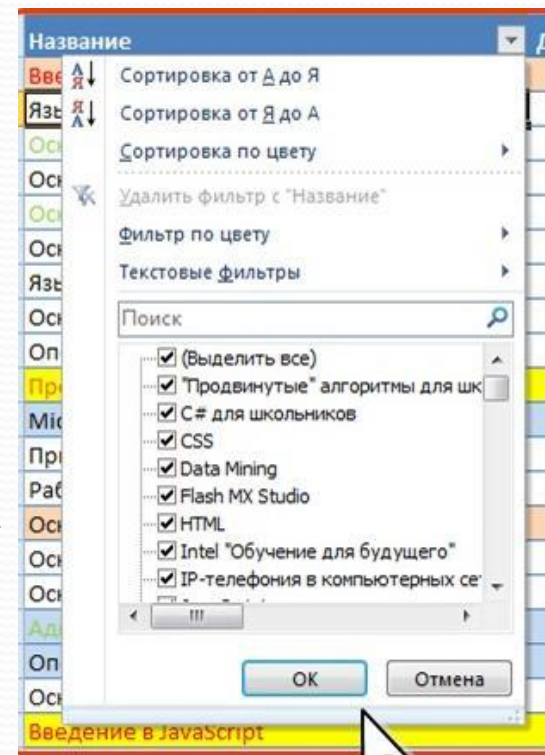 Название
Сортировка от А до Я
Сортировка от Я до А
Сортировка по цвету
Удалить фильтр с "Название"
Фильтр по цвету
Текстовые фильтры
Поиск
(Выделить все)
"Продвинутые" алгоритмы для шк
C# для школьников
CSS
Data Mining
Flash MX Studio
HTML
Intel "Обучение для будущего"
IP-телефония в компьютерных се
ОК
Отмена
Введение в JavaScript